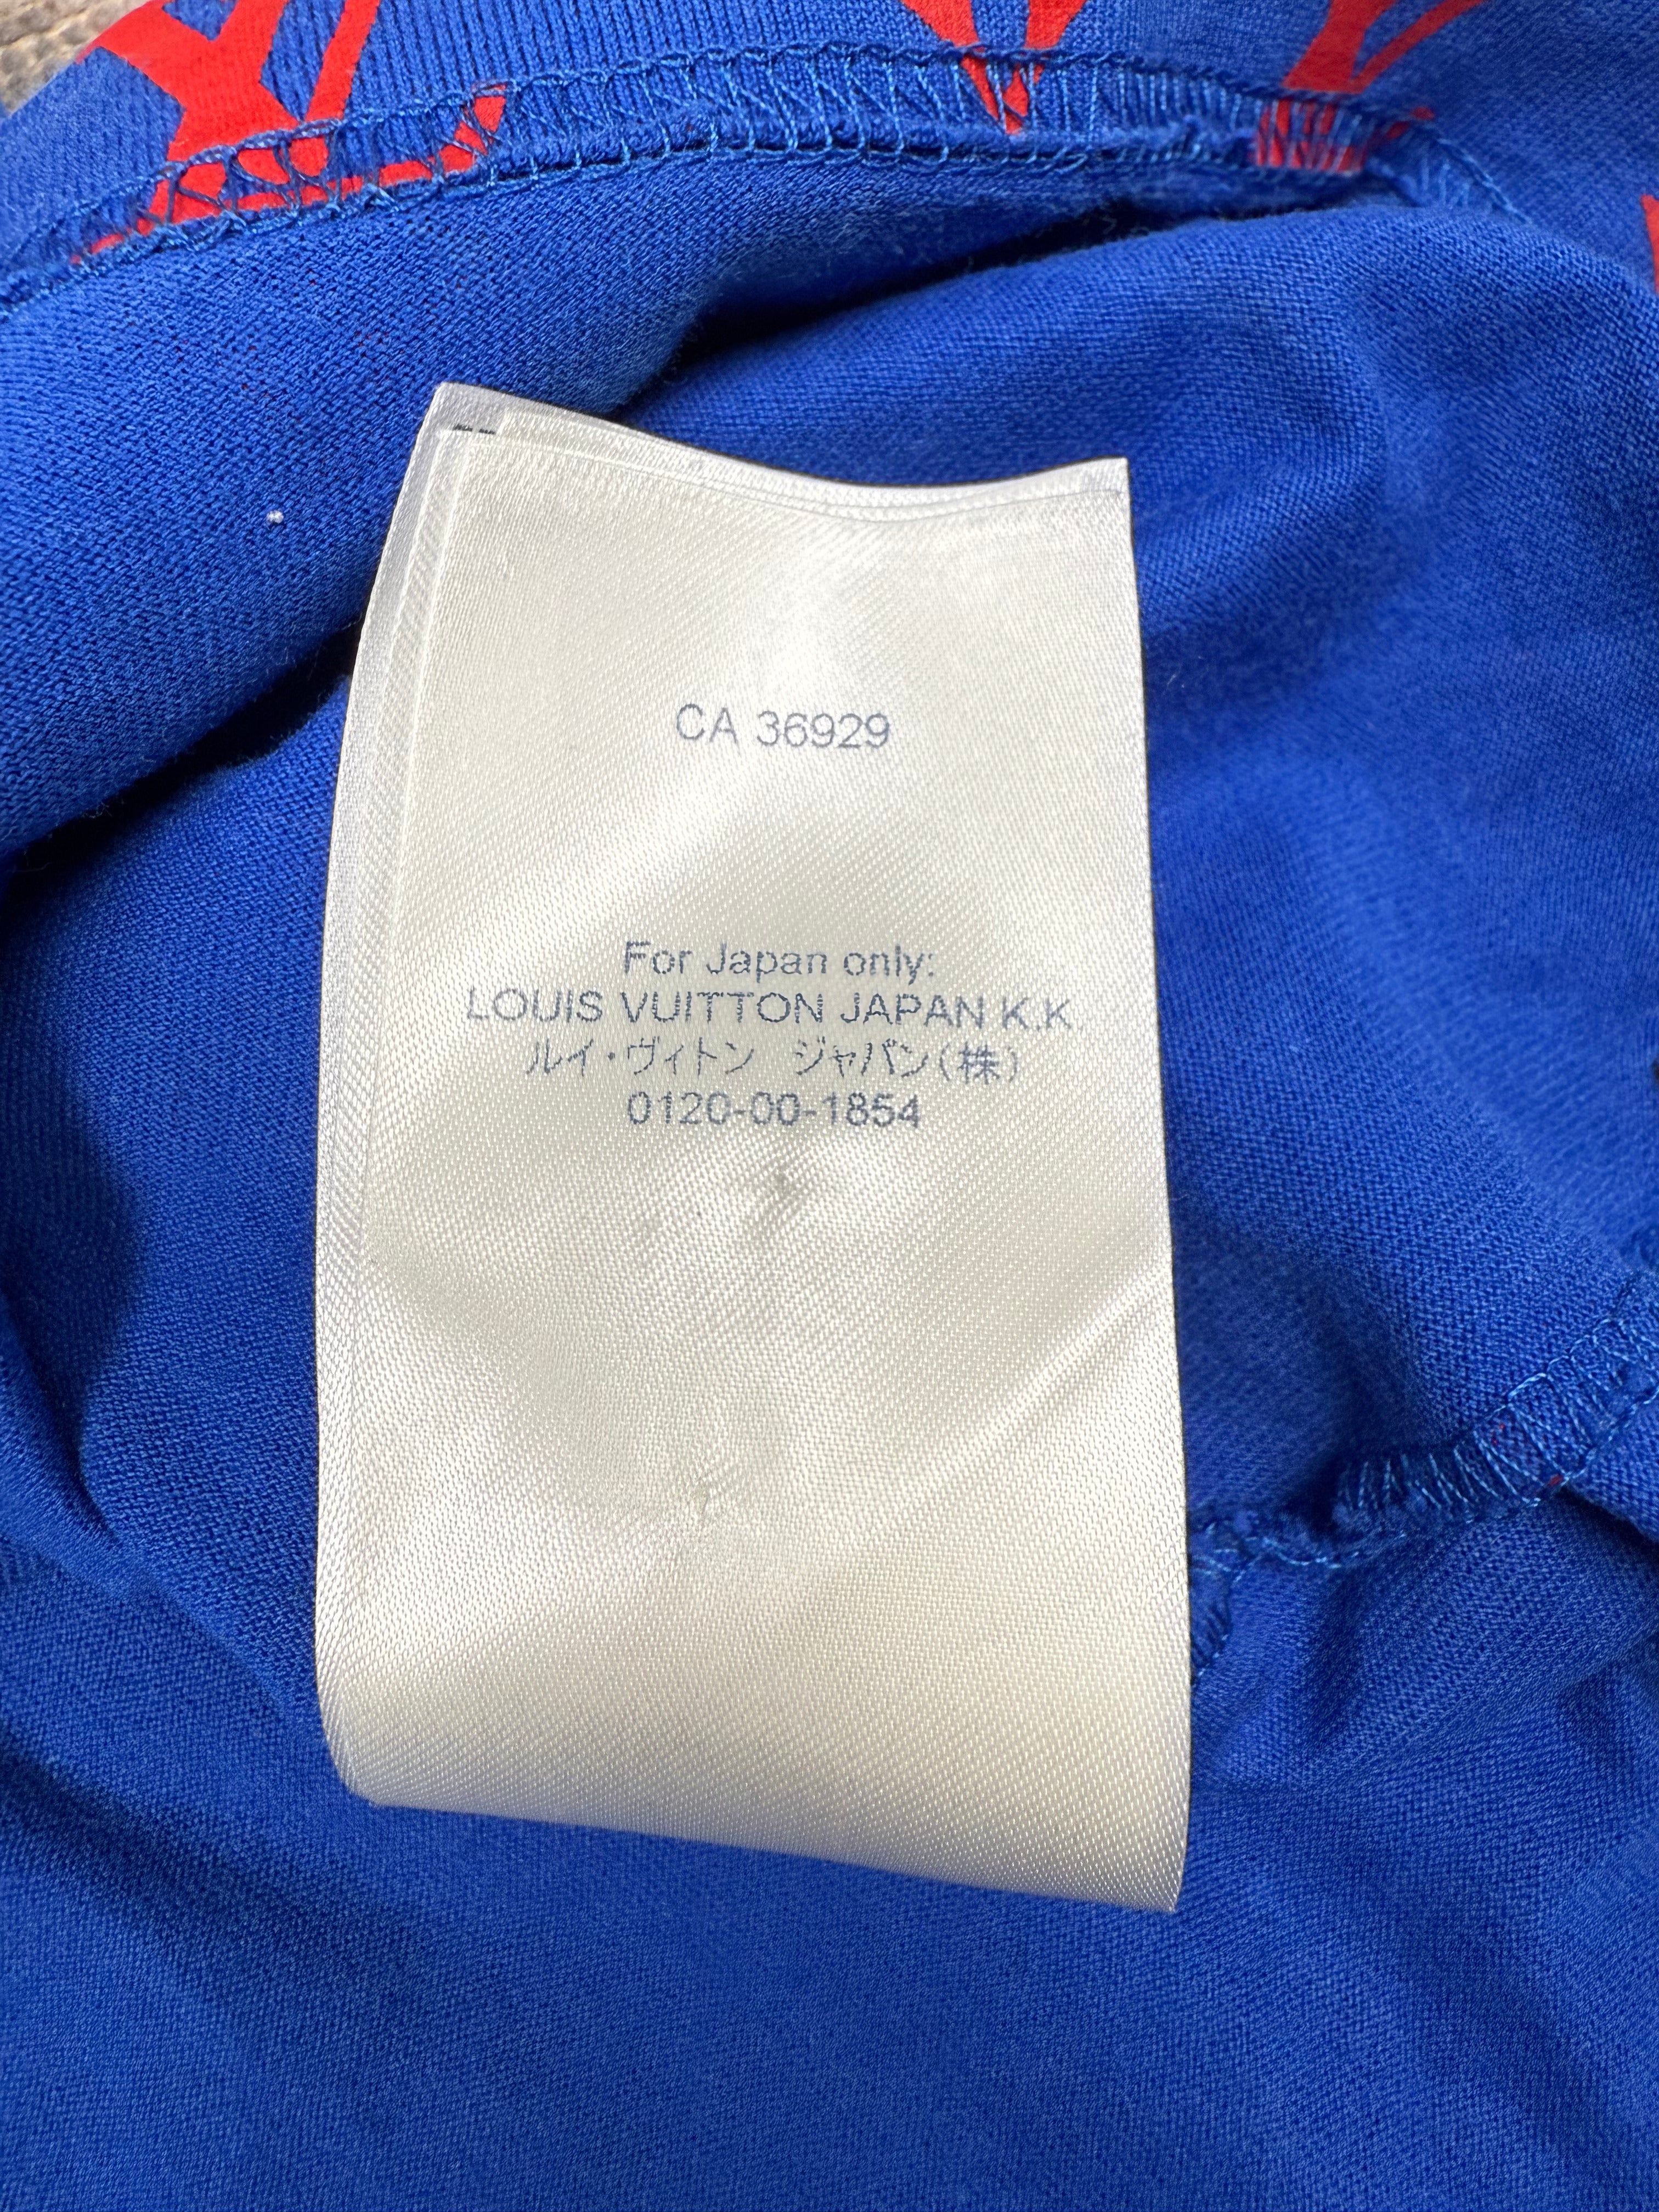 CA 36929
For Japan only:
LOUIS VUITTON JAPAN K.K.
ルイ・ヴィトン　ジャパン(株)
0120-00-1854